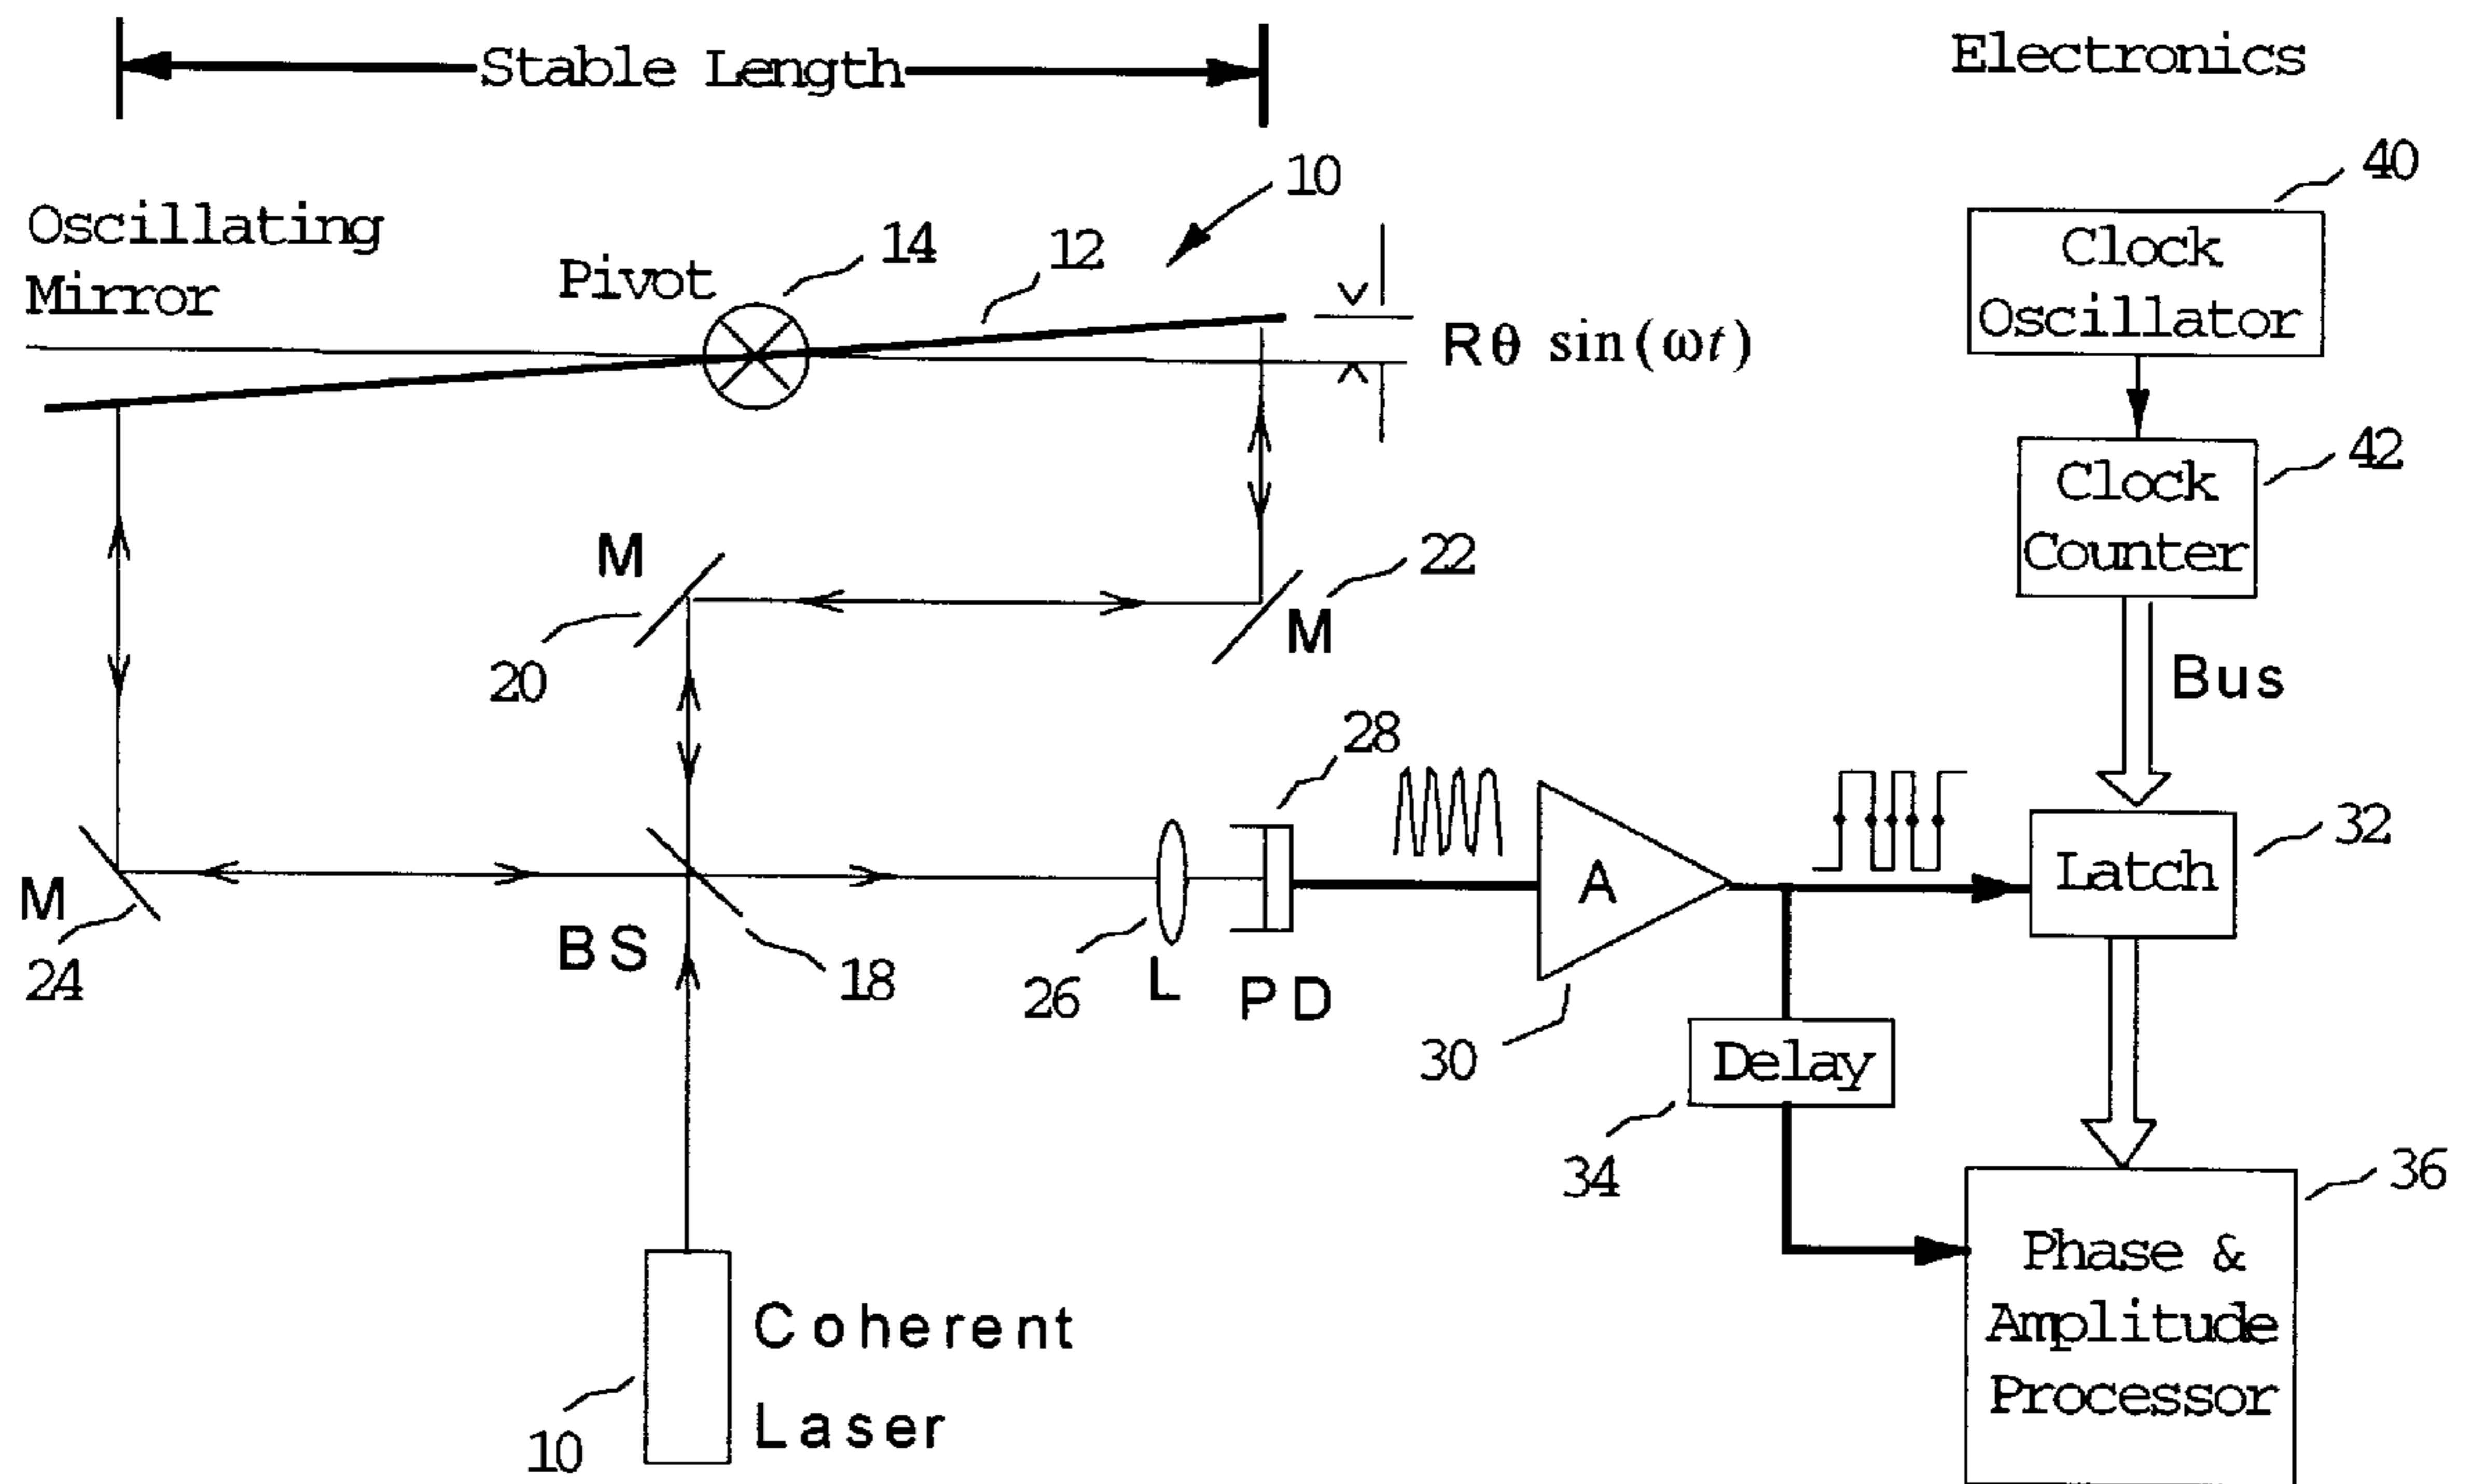 Stable Length
Electronics
10
40
Oscillating
Mirror
Pivot
14
12
Rθ sin(ωt)
Clock
Oscillator
42
Clock
Counter
M
20
22
M
Bus
28
32
Latch
A
M
24
BS
18
26
L
PD
30
Delay
34
36
Phase &
Amplitude
Processor
Coherent
Laser
10